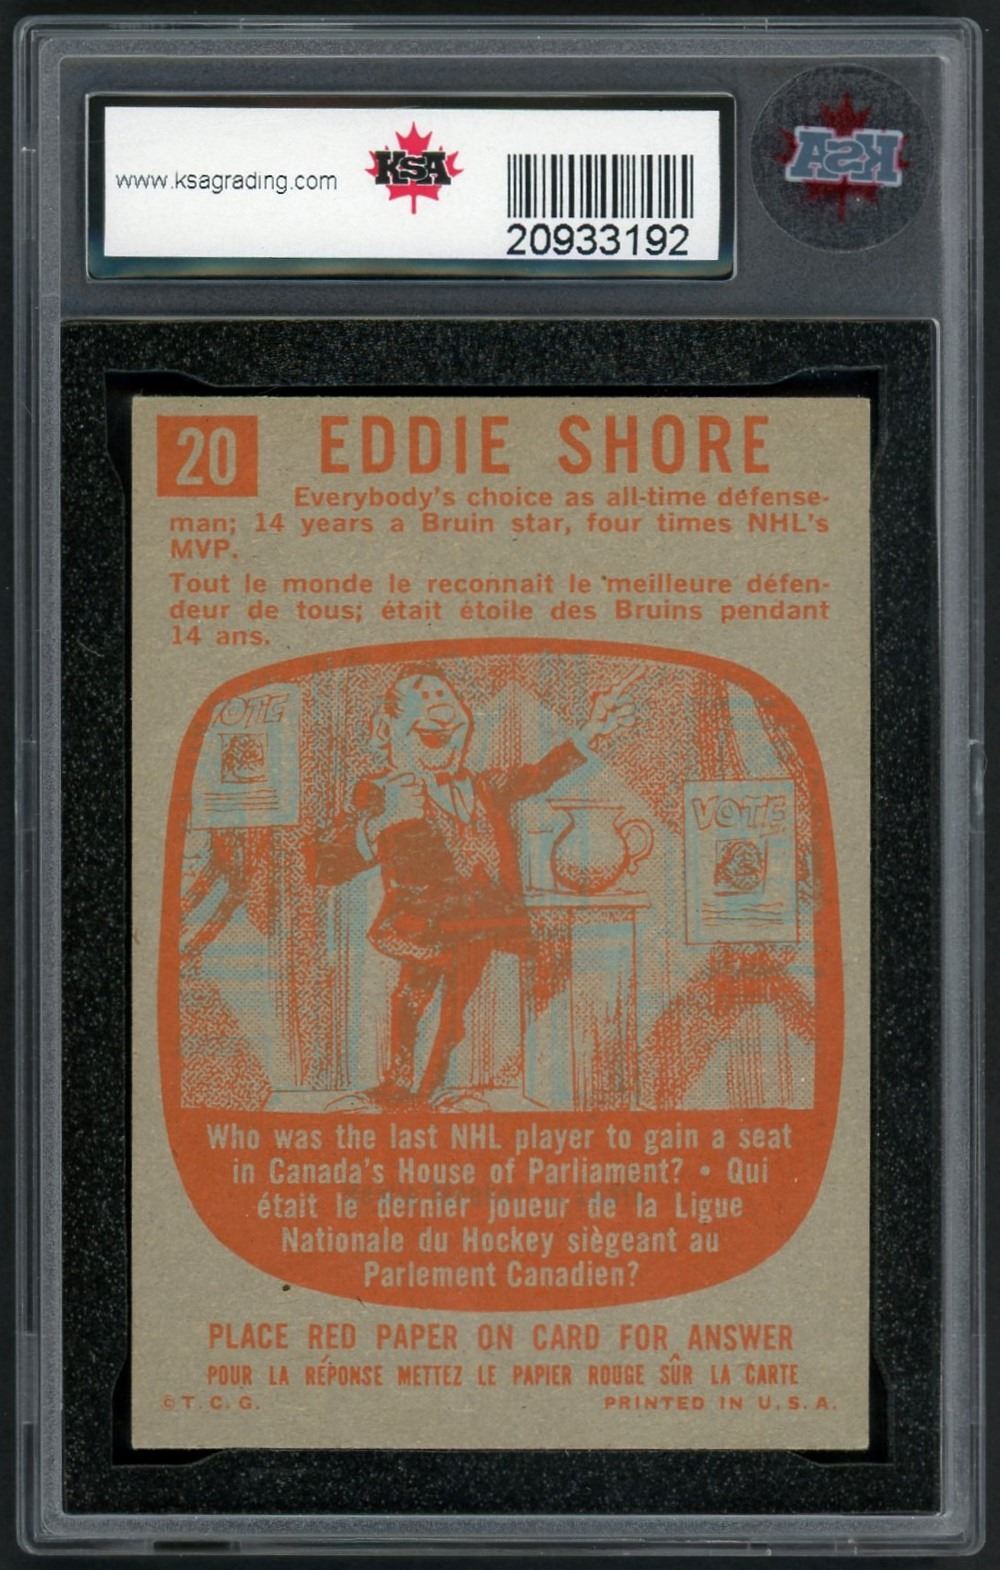 www.ksagrading.com
KSA
20933192
KSA
20 EDDIE SHORE
Everybody's choice as all-time defense-
man; 14 years a Bruin star, four times NHL's
MVP.
Tout le monde le reconnait le meilleure défen-
deur de tous; était étoile des Bruins pendant
14 ans.
VOTE
VOTE
Who was the last NHL player to gain a seat
in Canada's House of Parliament? • Qui
était le dernier joueur de la Ligue
Nationale du Hockey siègeant au
Parlement Canadien?
PLACE RED PAPER ON CARD FOR ANSWER
POUR LA RÉPONSE METTEZ LE PAPIER ROUGE SÛR LA CARTE
© T. C. G.
PRINTED IN U. S. A.